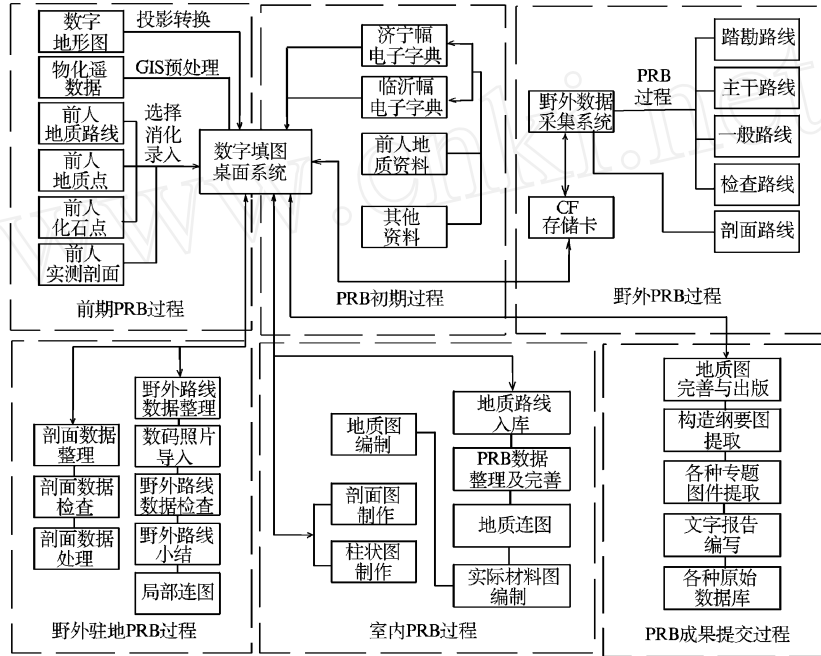 数字
地形图
投影转换
物化遥
数据
GIS预处理
前人
地质路线
选择
消化
录入
前人
地质点
前人
化石点
前人
实测剖面
前期PRB过程
数字填图
桌面系统
济宁幅
电子字典
临沂幅
电子字典
前人地
质资料
其他
资料
PRB初期过程
野外数据
采集系统
PRB
过程
CF
存储卡
踏勘路线
主干路线
一般路线
检查路线
剖面路线
野外PRB过程
剖面数据
整理
剖面数据
检查
剖面数据
处理
野外路线
数据整理
数码照片
导入
野外路线
数据检查
野外路线
小结
局部连图
野外驻地PRB过程
地质图
编制
剖面图
制作
柱状图
制作
地质路线
入库
PRB数据
整理及完善
地质连图
实际材料图
编制
室内PRB过程
地质图
完善与出版
构造纲要图
提取
各种专题
图件提取
文字报告
编写
各种原始
数据库
PRB成果提交过程
www.cnki.net